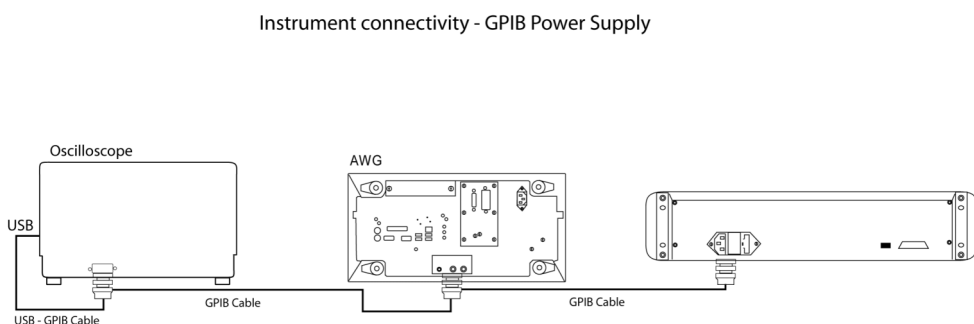 Instrument connectivity - GPIB Power Supply
Oscilloscope
AWG
USB
GPIB Cable
GPIB Cable
USB - GPIB Cable